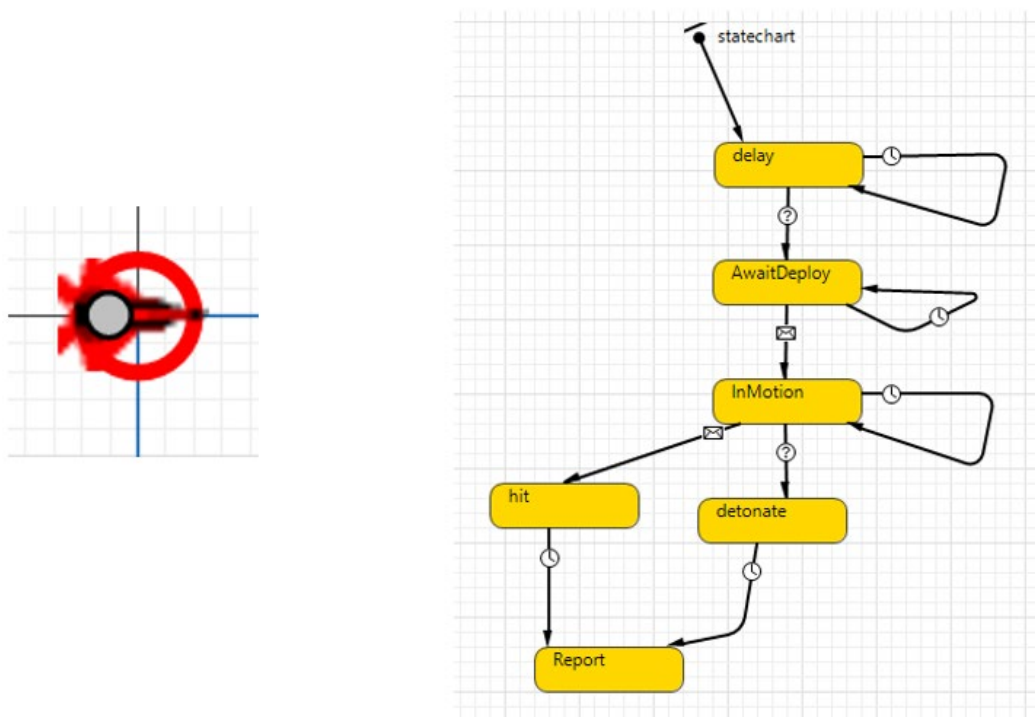 statechart
delay
?
AwaitDeploy
InMotion
?
hit
detonate
Report